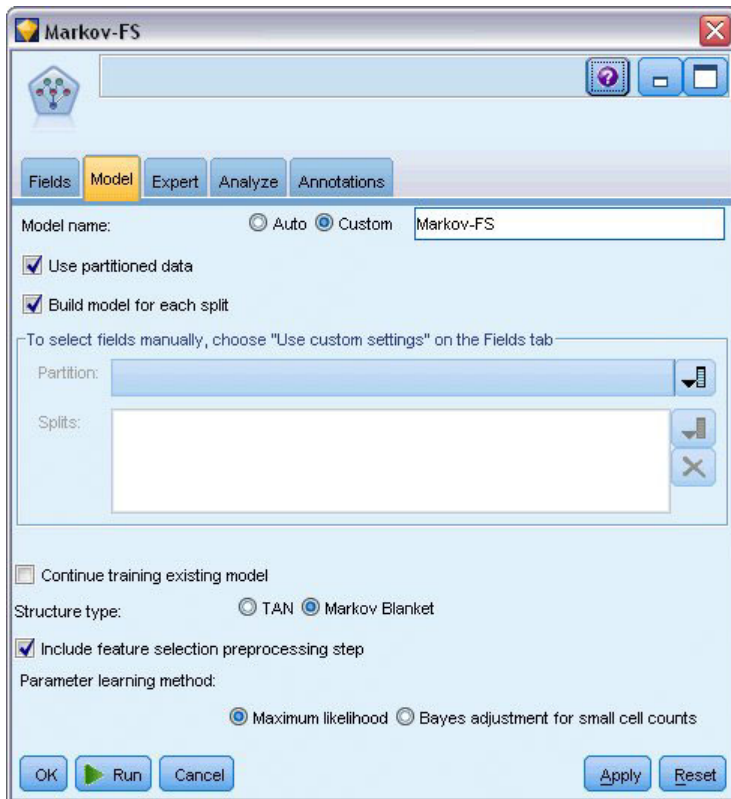 Markov-FS
Fields Model Expert Analyze Annotations
Model name: Auto Custom Markov-FS
Use partitioned data
Build model for each split
To select fields manually, choose "Use custom settings" on the Fields tab
Partition:
Splits:
Continue training existing model
Structure type: TAN Markov Blanket
Include feature selection preprocessing step
Parameter learning method:
Maximum likelihood Bayes adjustment for small cell counts
OK Run Cancel Apply Reset